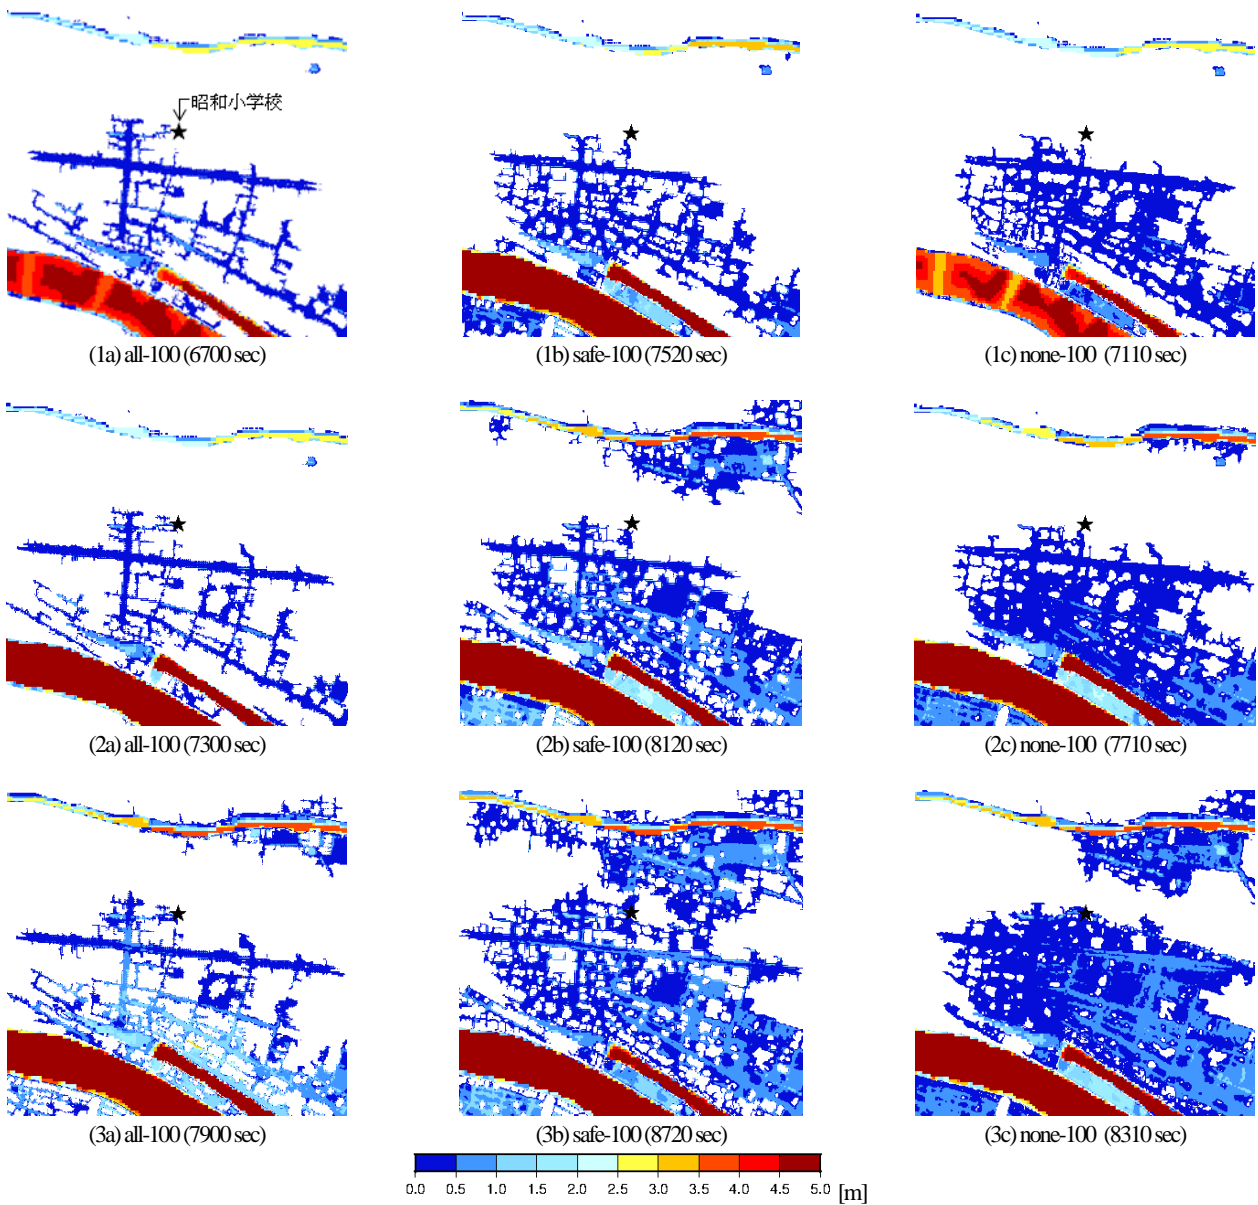 昭和小学校
(1a) all-100 (6700 sec)
(1b) safe-100 (7520 sec)
(1c) none-100 (7110 sec)
(2a) all-100 (7300 sec)
(2b) safe-100 (8120 sec)
(2c) none-100 (7710 sec)
(3a) all-100 (7900 sec)
(3b) safe-100 (8720 sec)
(3c) none-100 (8310 sec)
0.0 0.5 1.0 1.5 2.0 2.5 3.0 3.5 4.0 4.5 5.0 [m]